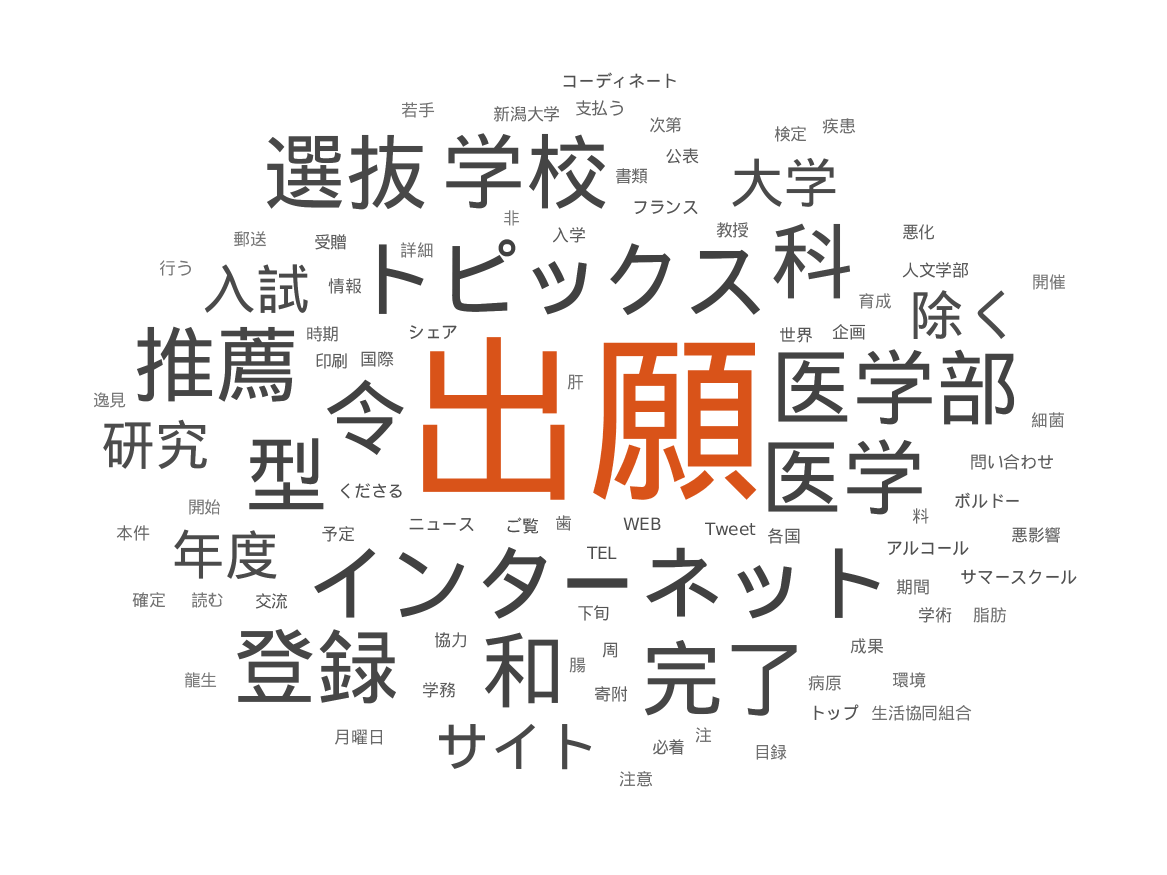 コーディネート
若手
新潟大学
支払う
次第
検定
疾患
選抜
学校
公表
書類
大学
フランス
非
郵送
受贈
詳細
入学
教授
科
悪化
トピックス
行う
入試
情報
人文学部
開催
育成
除く
推薦
時期
シェア
世界
企画
印刷
国際
出願
肝
医学部
逸見
令
細菌
研究
型
医学
問い合わせ
くださる
ボルドー
開始
料
本件
予定
ニュース
ご覧
歯
WEB
Tweet
各国
悪影響
年度
TEL
アルコール
インターネット
期間
サマースクール
確定
読む
交流
下旬
学術
脂肪
登録
協力
和
腸
周
完了
成果
龍生
学務
寄附
病原
環境
トップ
生活協同組合
月曜日
サイト
必着
注
目録
注意